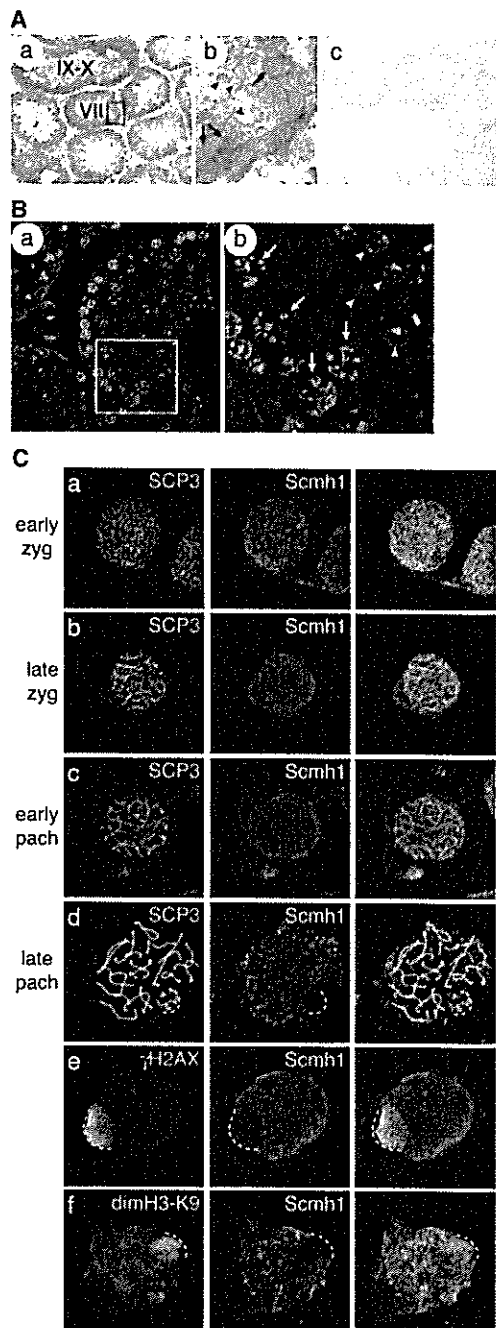 A
a b c
IX-X
VII
B
a b
C
a SCP3 Scmh1
early
zyg
b SCP3 Scmh1
late
zyg
c SCP3 Scmh1
early
pach
d SCP3 Scmh1
late
pach
e γH2AX Scmh1
f dimH3-K9 Scmh1